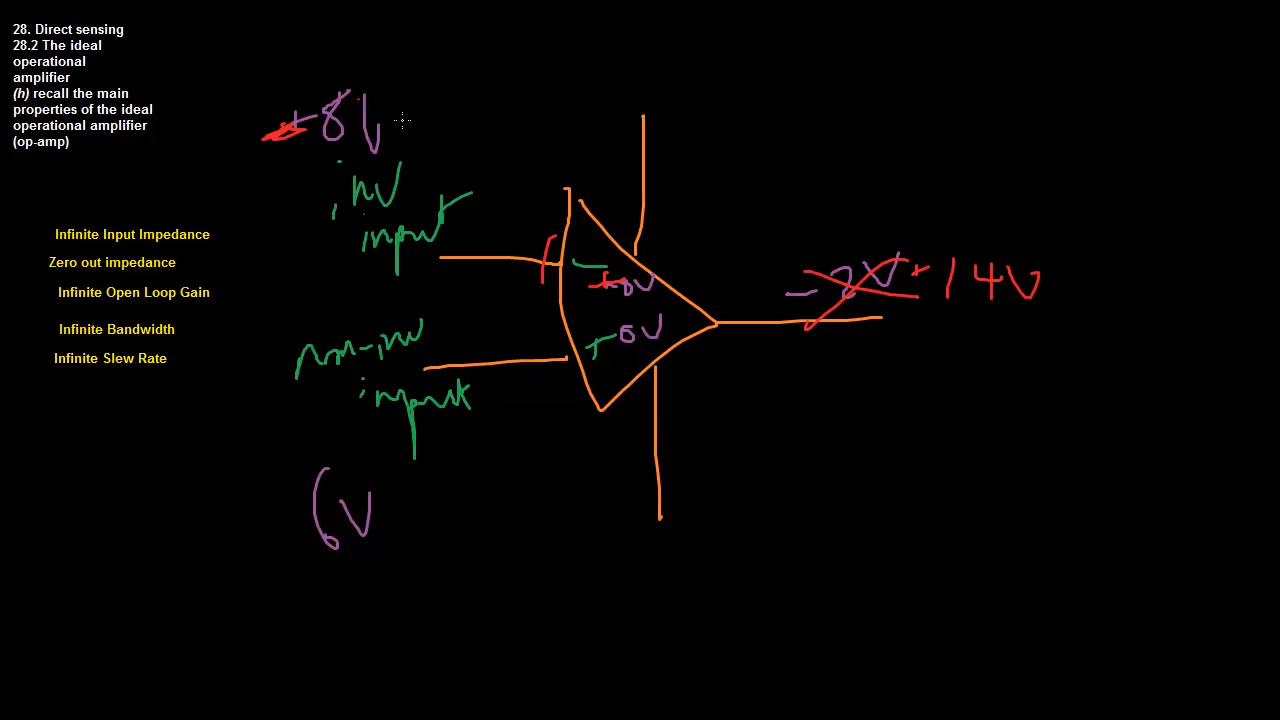 28. Direct sensing
28.2 The ideal
operational
amplifier
(h) recall the main
properties of the ideal
operational amplifier
(op-amp)
Infinite Input Impedance
Zero out impedance
Infinite Open Loop Gain
Infinite Bandwidth
Infinite Slew Rate
inv
input
- 8V
+ 6V
non-inv
input
6V
- 2V + 14V